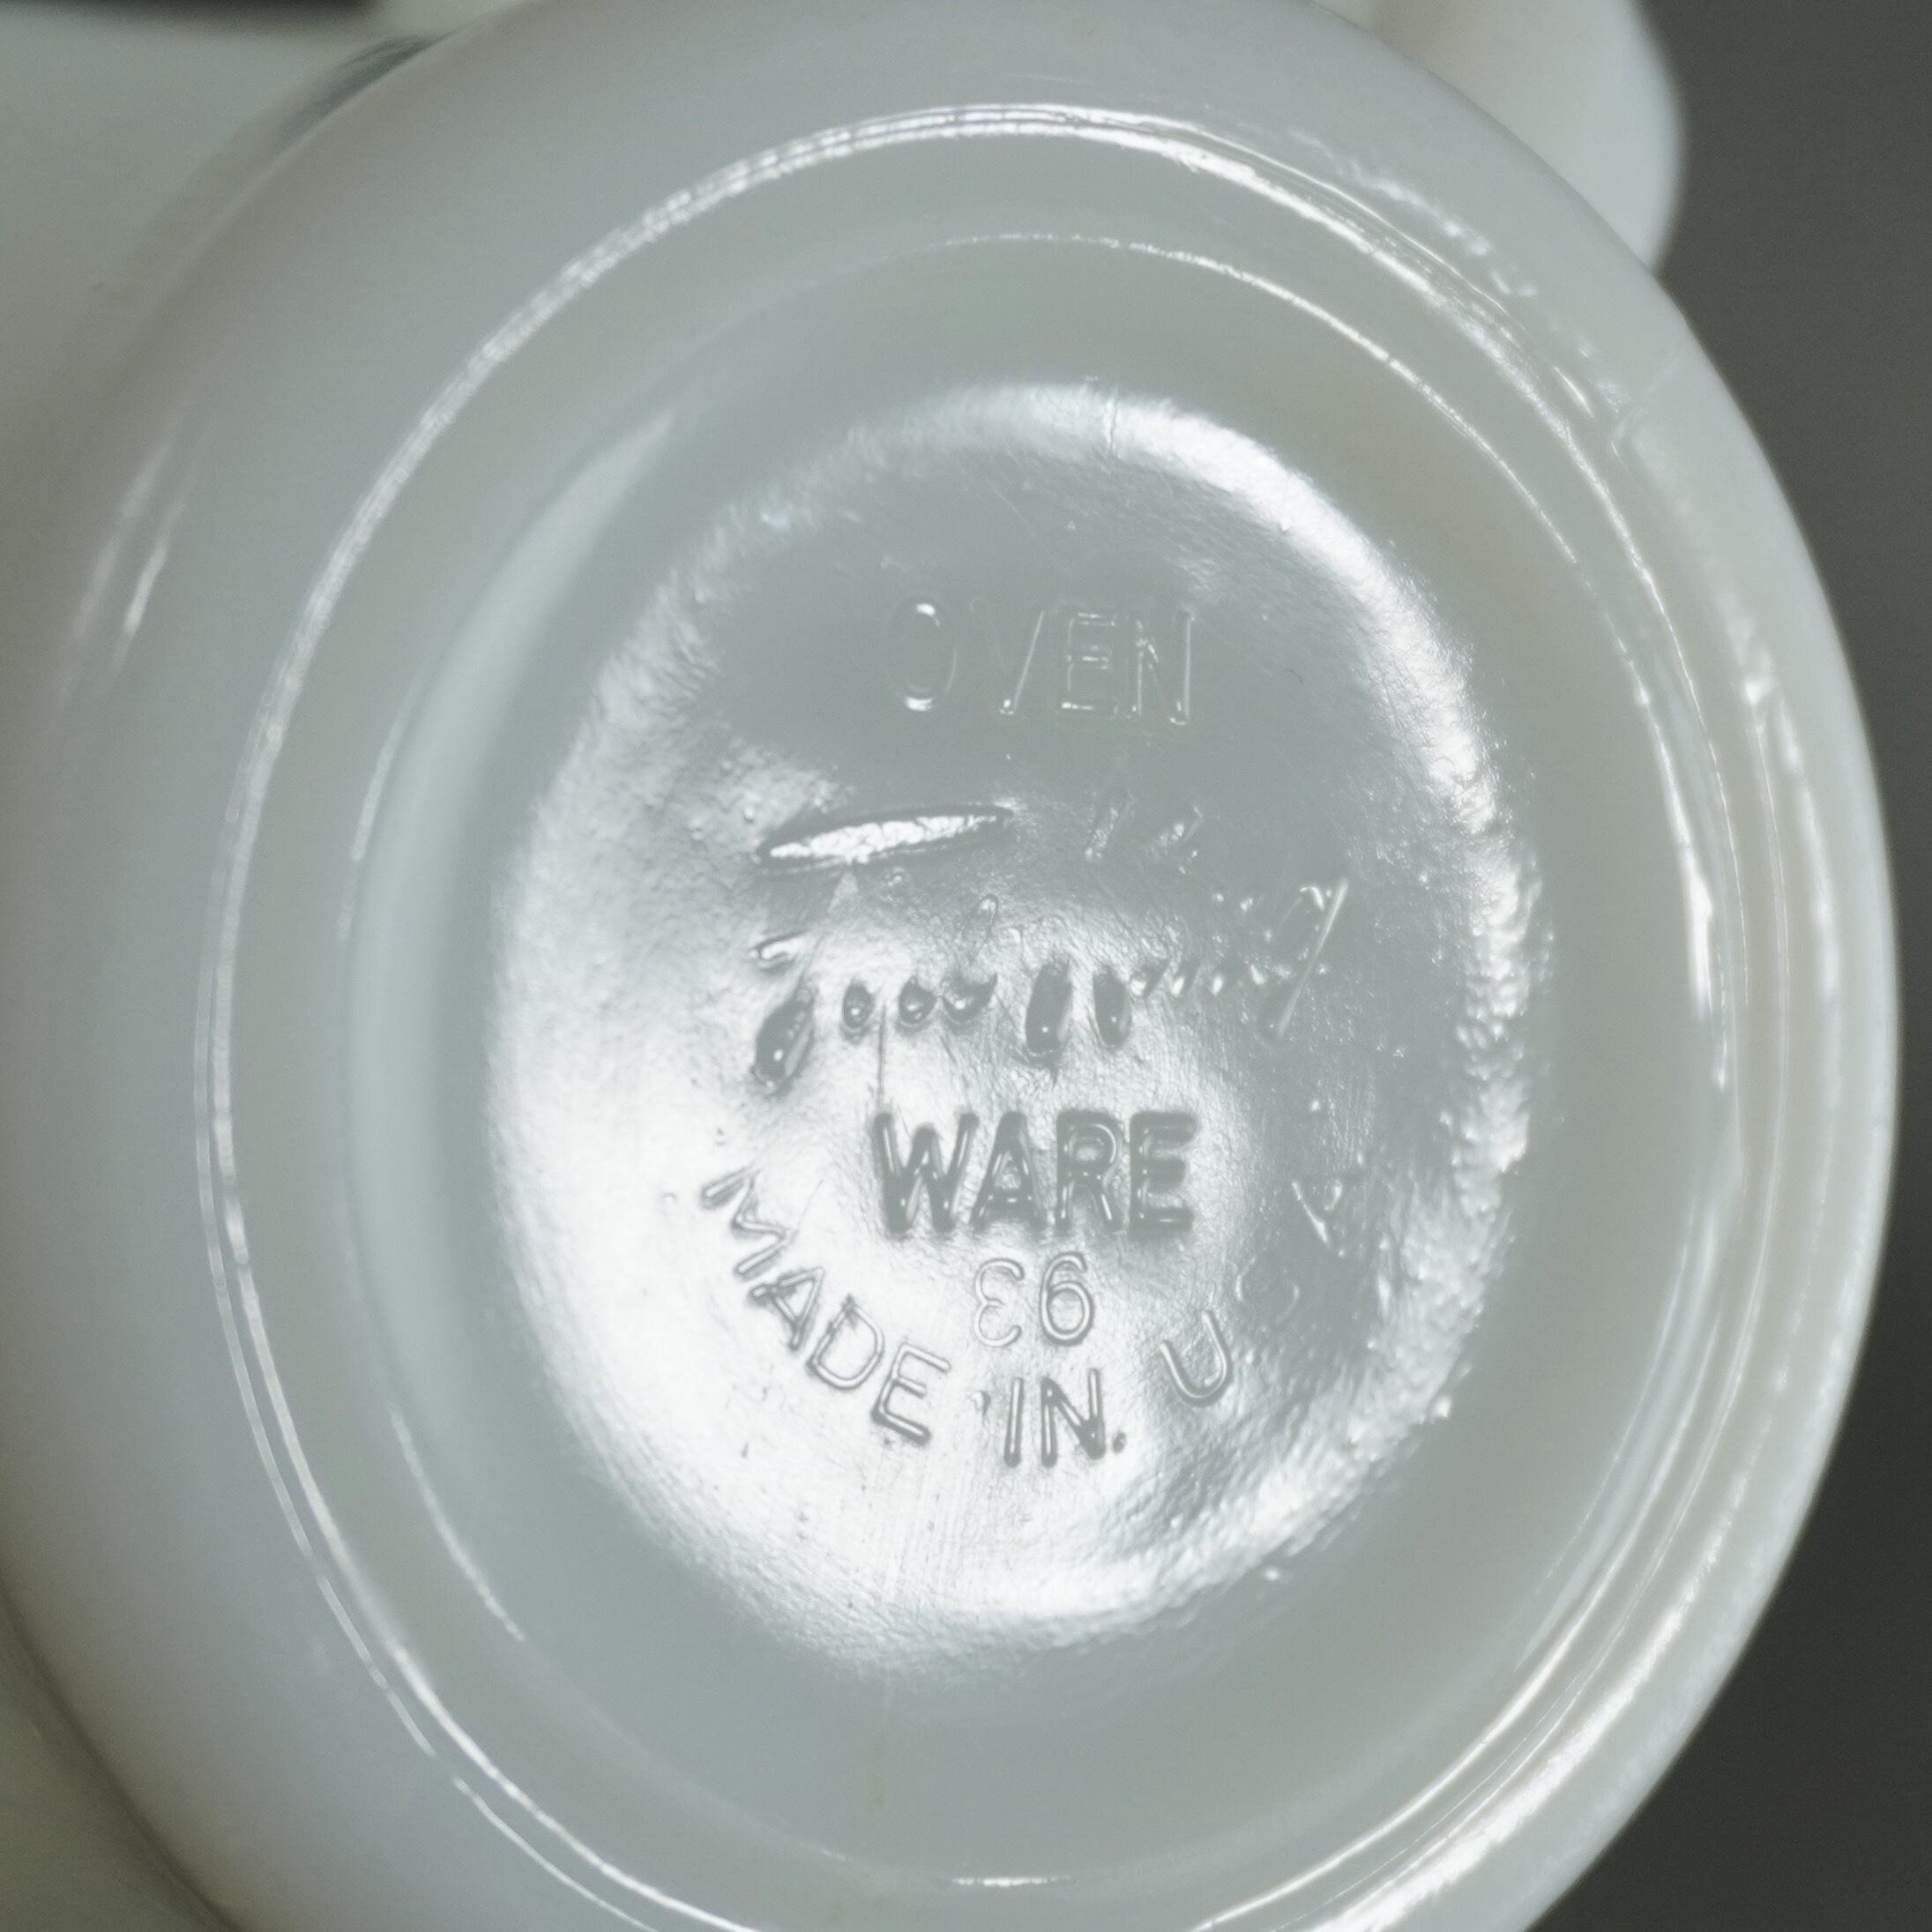 OVEN
WARE
36
MADE IN. U S A